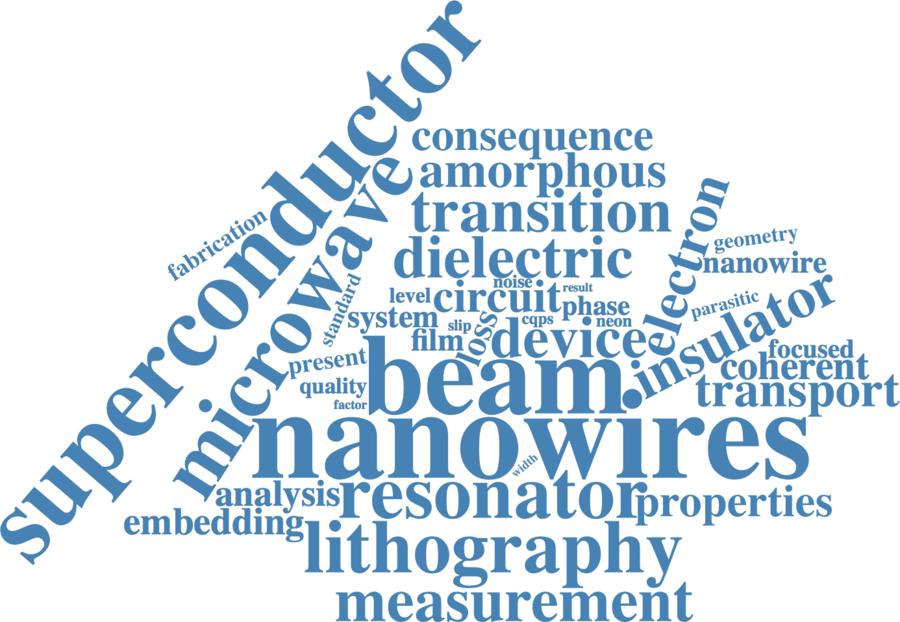 superconductor
consequence
microwave
amorphous
transition
electron
fabrication
geometry
dielectric
nanowire
noise
result
standard
level
circuit
phase
parasitic
insulator
system
slip
cqps
neon
loss
film
device
focused
present
beam
coherent
quality
transport
factor
nanowires
width
analysis
resonator
properties
embedding
lithography
measurement